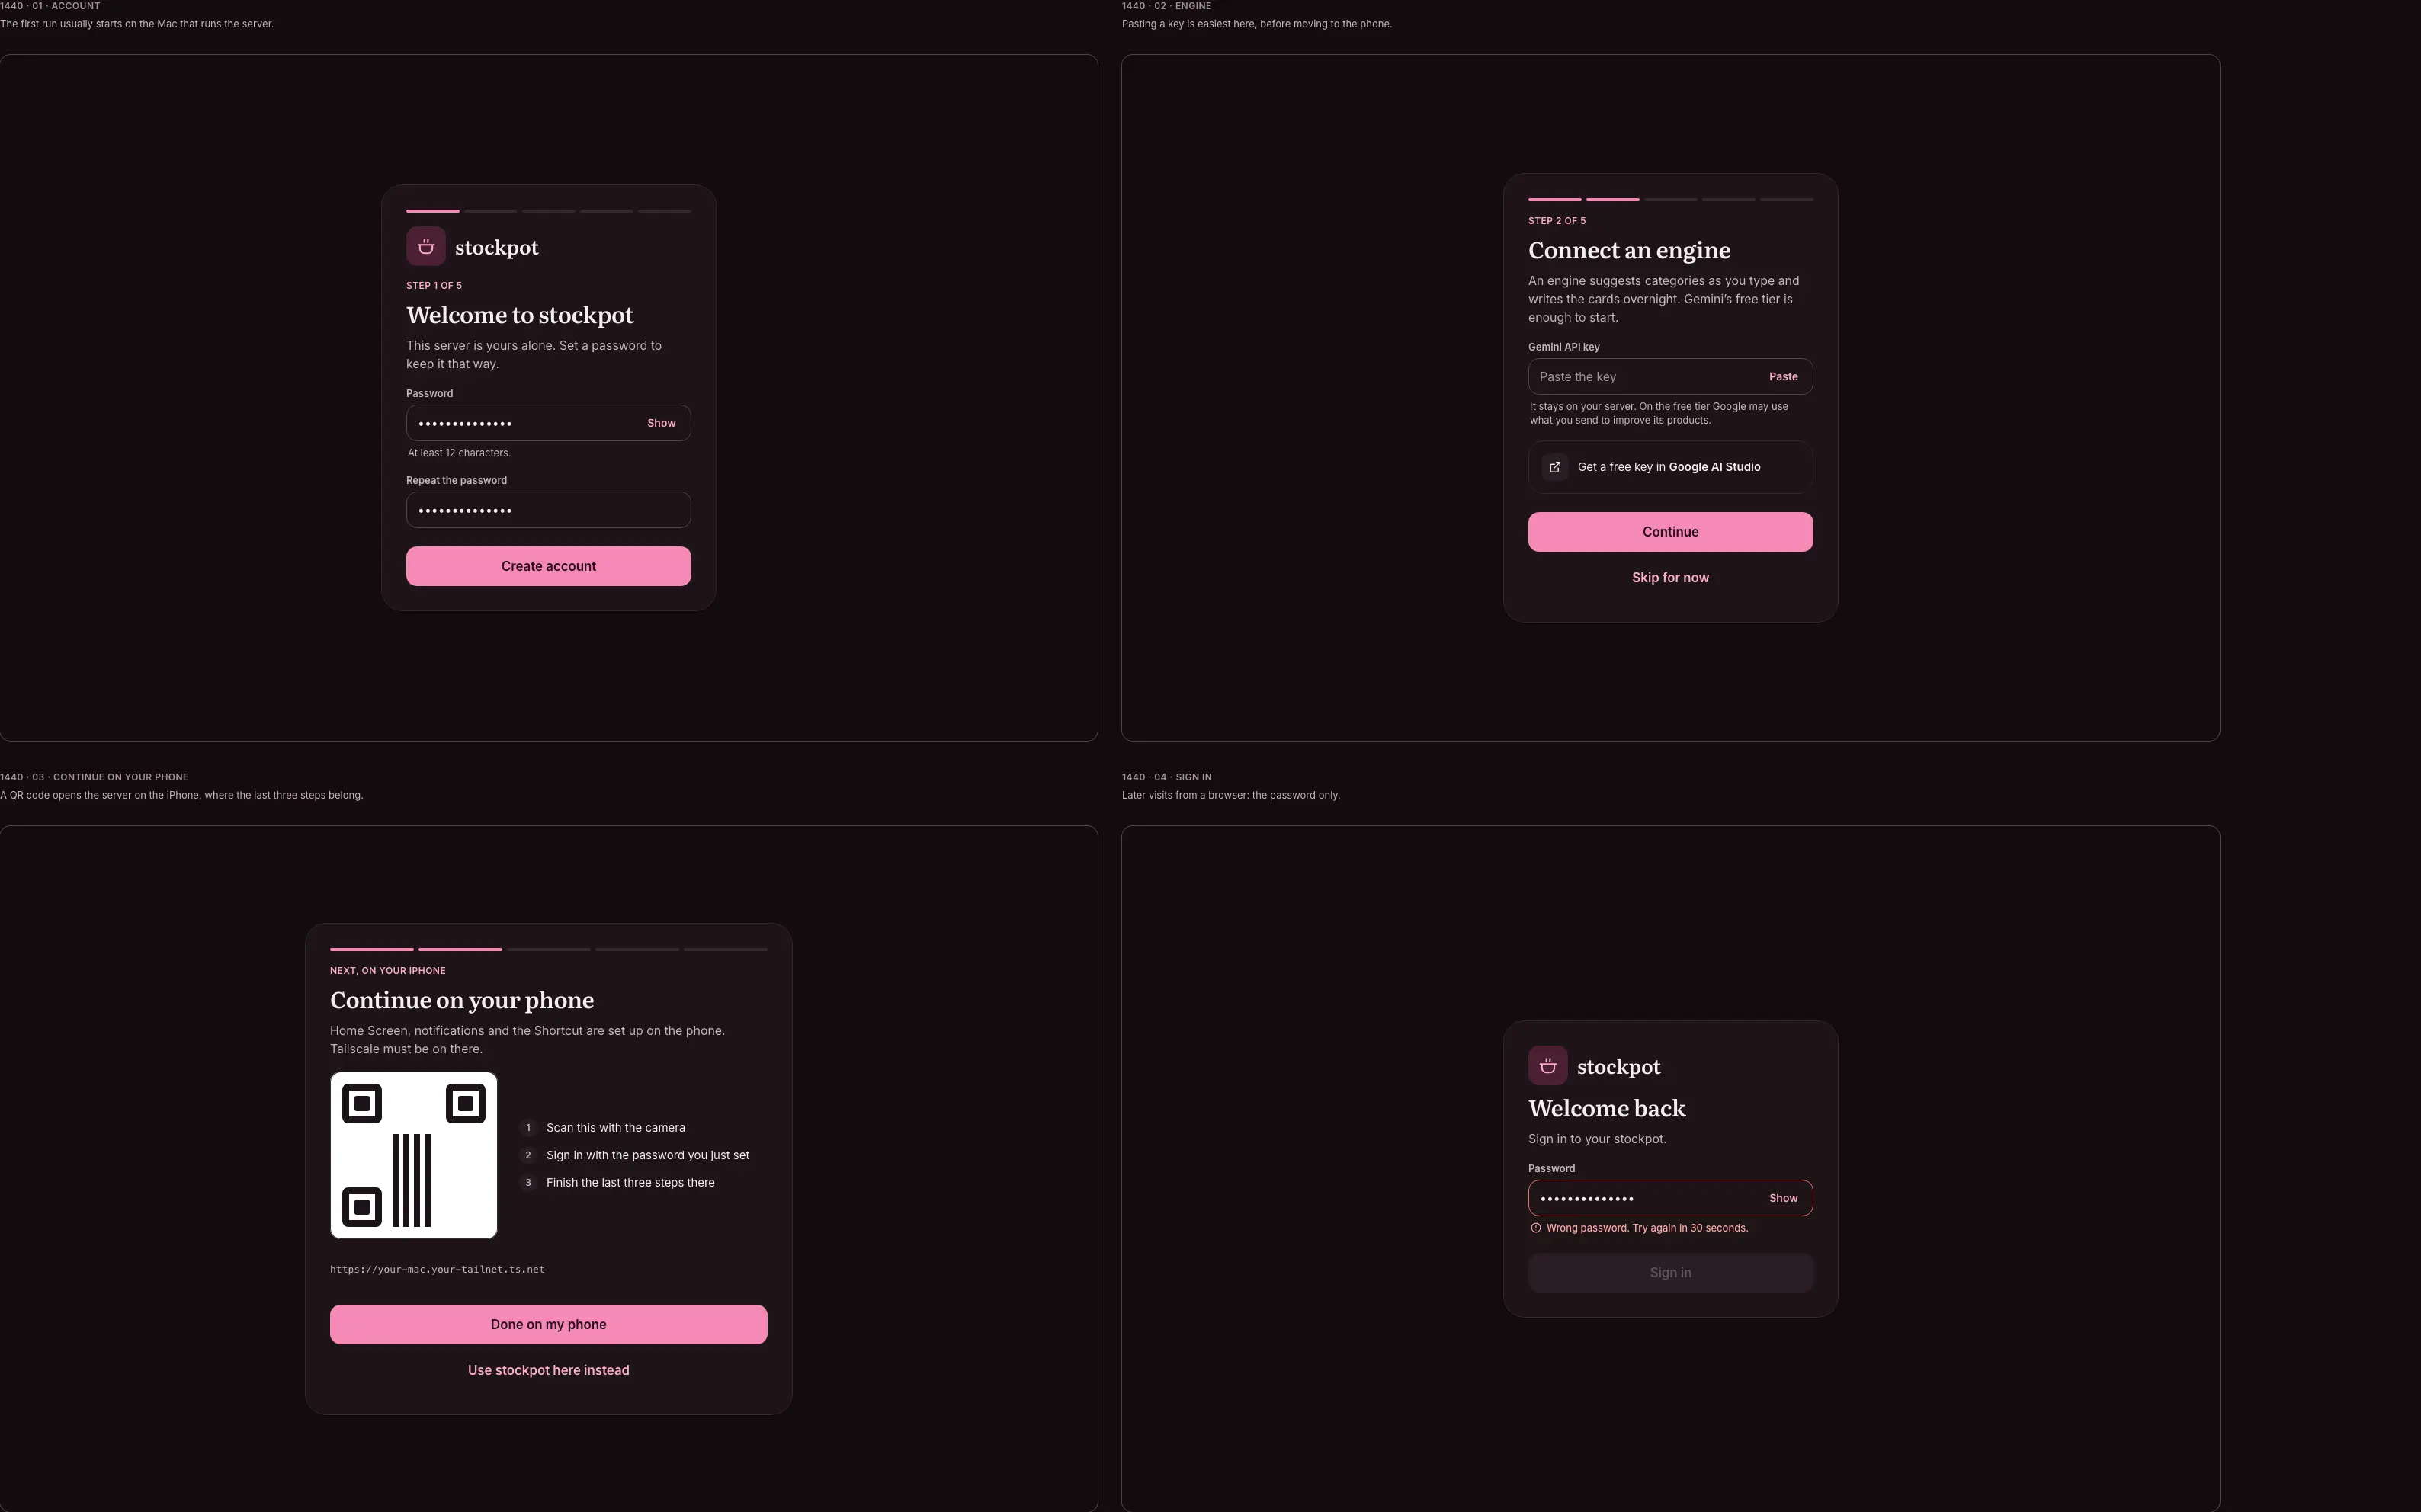 1440 · 01 · ACCOUNT
The first run usually starts on the Mac that runs the server.
stockpot
STEP 1 OF 5
Welcome to stockpot
This server is yours alone. Set a password to
keep it that way.
Password
•••••••••••••• Show
At least 12 characters.
Repeat the password
••••••••••••••
Create account
1440 · 02 · ENGINE
Pasting a key is easiest here, before moving to the phone.
STEP 2 OF 5
Connect an engine
An engine suggests categories as you type and
writes the cards overnight. Gemini’s free tier is
enough to start.
Gemini API key
Paste the key Paste
It stays on your server. On the free tier Google may use
what you send to improve its products.
Get a free key in Google AI Studio
Continue
Skip for now
1440 · 03 · CONTINUE ON YOUR PHONE
A QR code opens the server on the iPhone, where the last three steps belong.
NEXT, ON YOUR IPHONE
Continue on your phone
Home Screen, notifications and the Shortcut are set up on the phone.
Tailscale must be on there.
1 Scan this with the camera
2 Sign in with the password you just set
3 Finish the last three steps there
https://your-mac.your-tailnet.ts.net
Done on my phone
Use stockpot here instead
1440 · 04 · SIGN IN
Later visits from a browser: the password only.
stockpot
Welcome back
Sign in to your stockpot.
Password
•••••••••••••• Show
Wrong password. Try again in 30 seconds.
Sign in